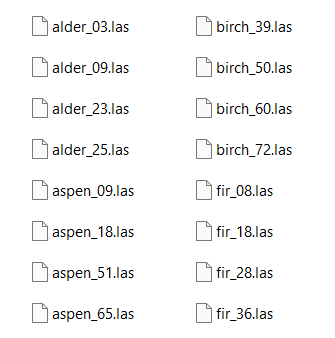 alder_03.las
alder_09.las
alder_23.las
alder_25.las
aspen_09.las
aspen_18.las
aspen_51.las
aspen_65.las
birch_39.las
birch_50.las
birch_60.las
birch_72.las
fir_08.las
fir_18.las
fir_28.las
fir_36.las